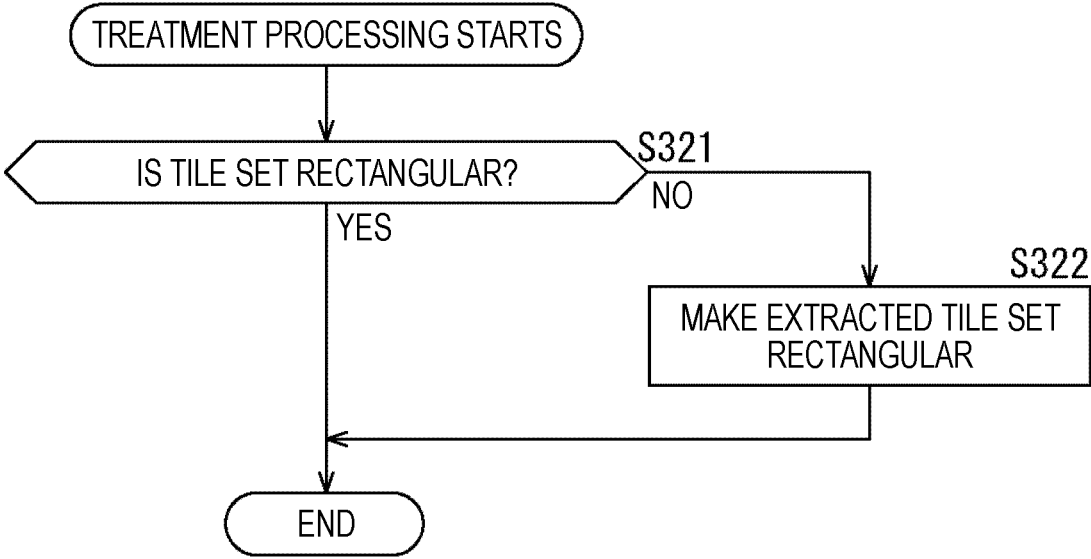 TREATMENT PROCESSING STARTS
S321
IS TILE SET RECTANGULAR?
NO
YES
S322
MAKE EXTRACTED TILE SET
RECTANGULAR
END